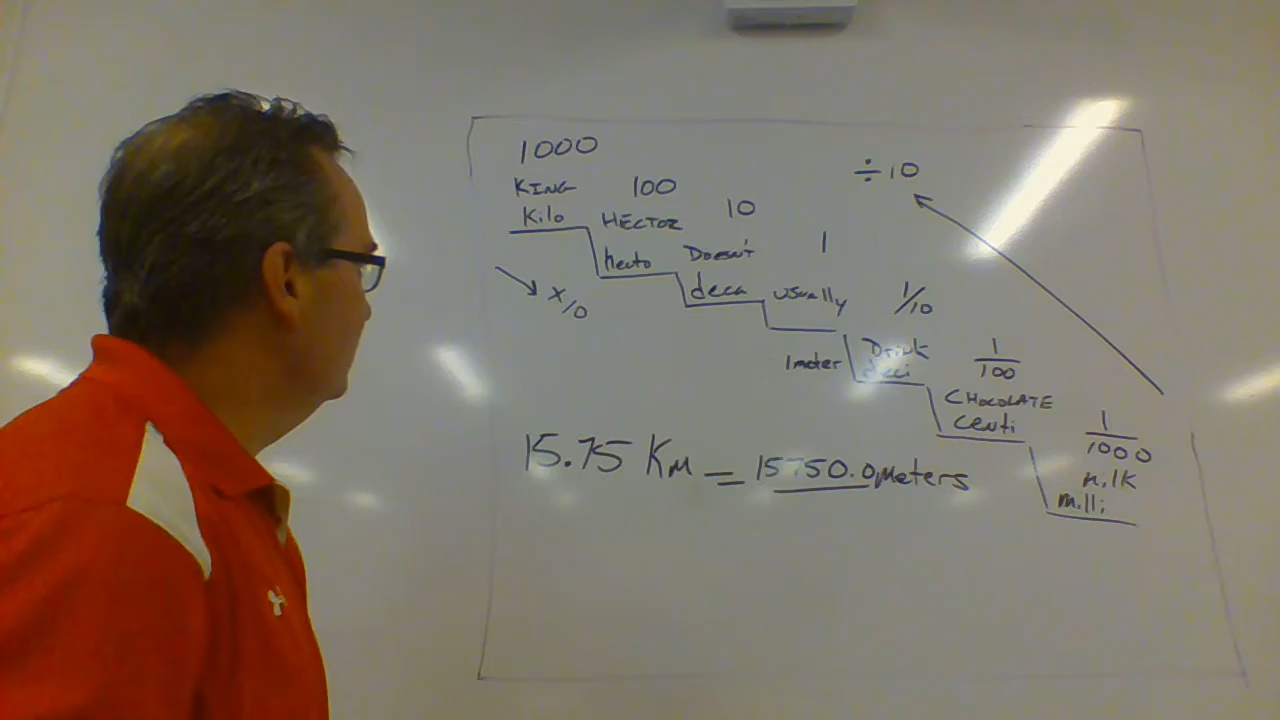 1000
KING
Kilo
100
HECTOR
hecto
10
Doesn't
deca
1
usually
1 meter
1/10
Drink
deci
1/100
CHOCOLATE
centi
1/1000
milk
milli
÷10
x10
15.75 Km = 15750.0 meters